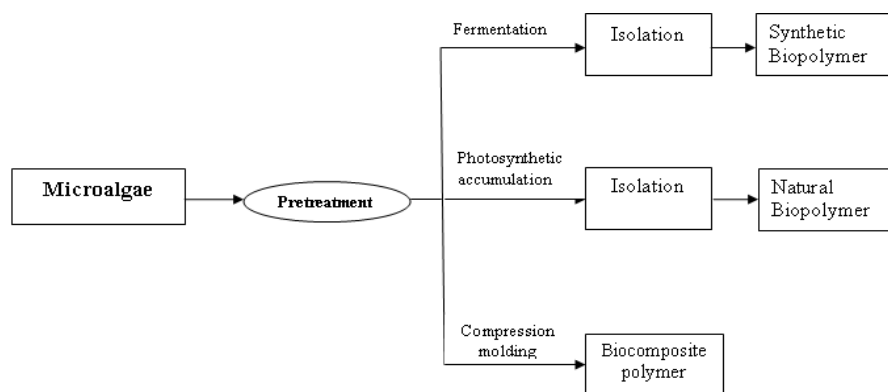 Fermentation
Isolation
Synthetic
Biopolymer
Microalgae
Pretreatment
Photosynthetic
accumulation
Isolation
Natural
Biopolymer
Compression
molding
Biocomposite
polymer